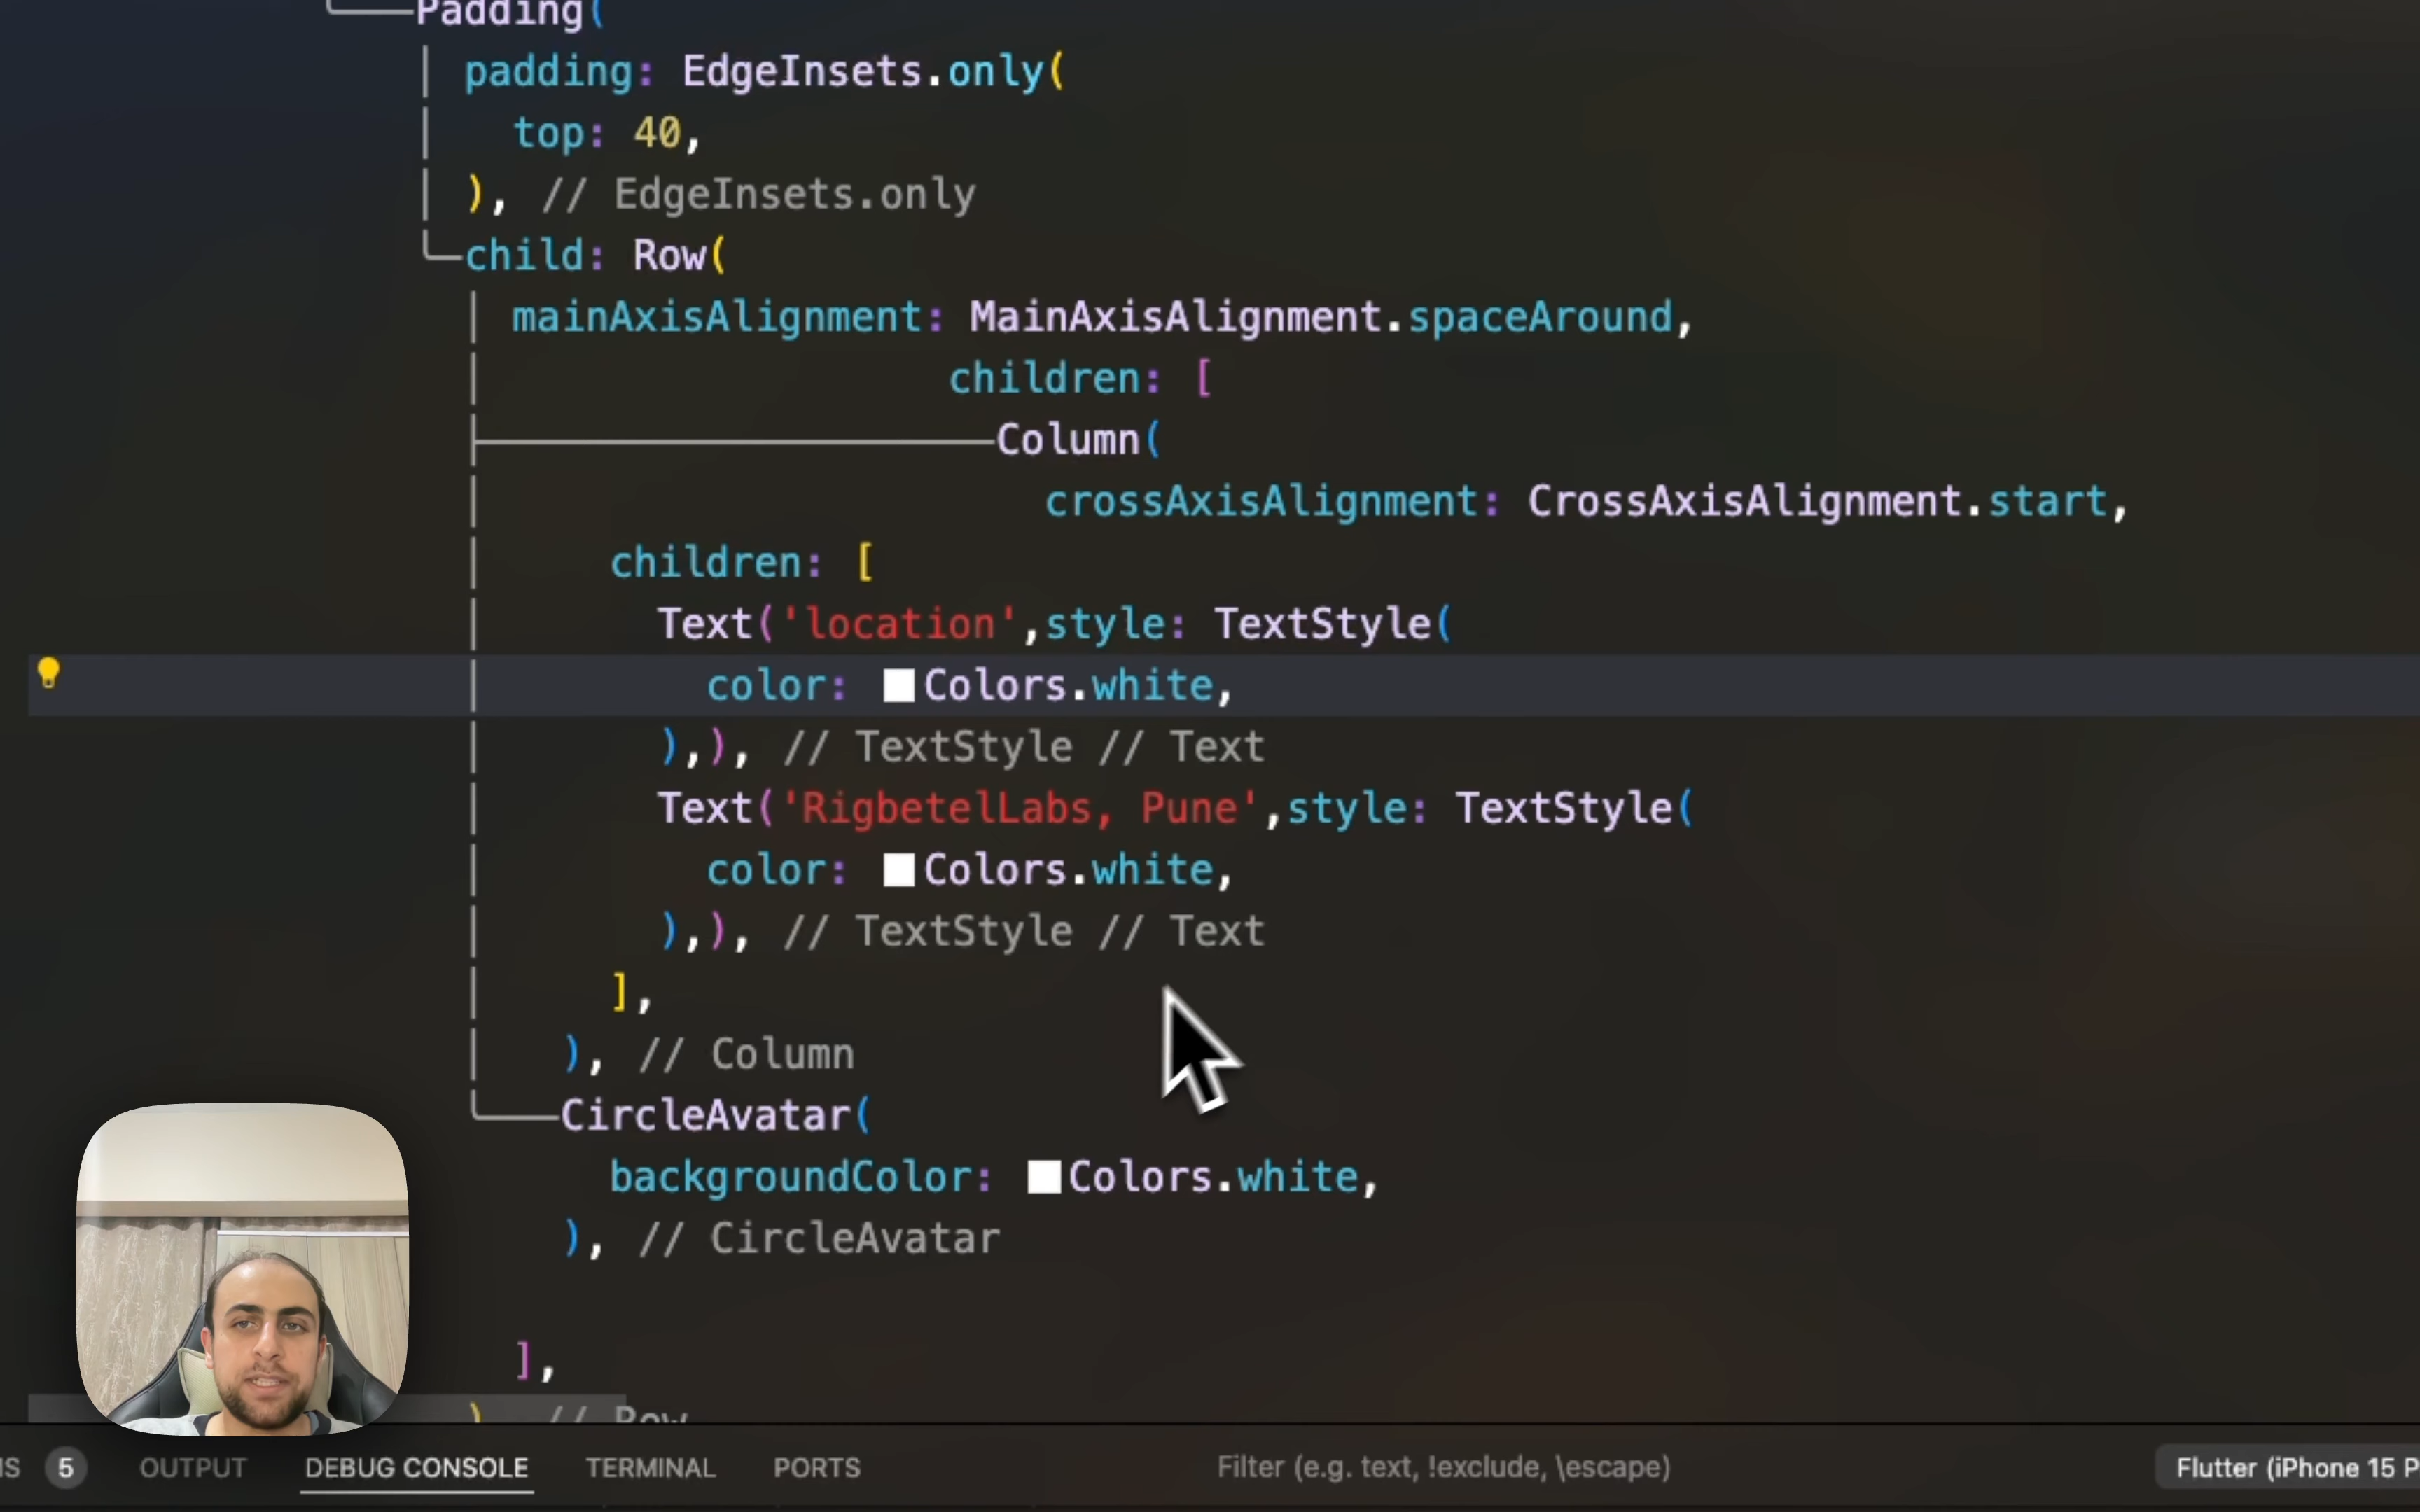 Padding(
padding: EdgeInsets.only(
top: 40,
), // EdgeInsets.only
child: Row(
mainAxisAlignment: MainAxisAlignment.spaceAround,
children: [
Column(
crossAxisAlignment: CrossAxisAlignment.start,
children: [
Text('location',style: TextStyle(
color: Colors.white,
),), // TextStyle // Text
Text('RigbetelLabs, Pune',style: TextStyle(
color: Colors.white,
),), // TextStyle // Text
],
), // Column
CircleAvatar(
backgroundColor: Colors.white,
), // CircleAvatar
],
) // Row
5 OUTPUT DEBUG CONSOLE TERMINAL PORTS Filter (e.g. text, !exclude, \escape) Flutter (iPhone 15 P